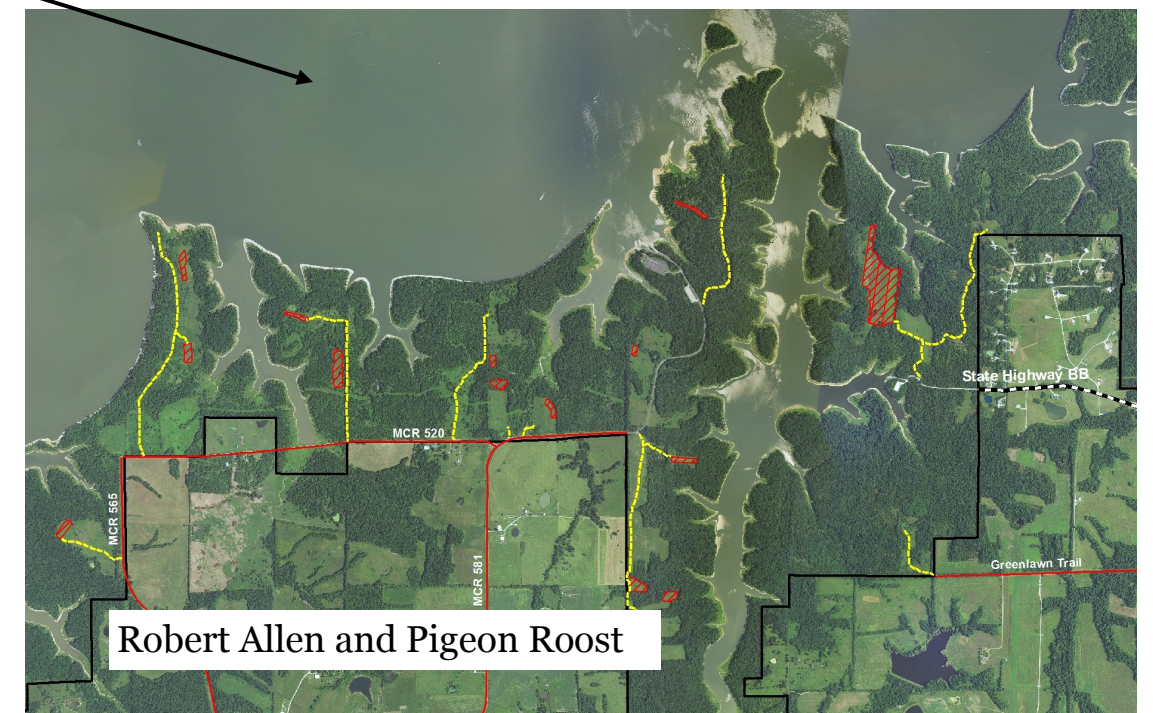 State Highway BB
MCR 520
MCR 565
MCR 581
Greenlawn Trail
Robert Allen and Pigeon Roost